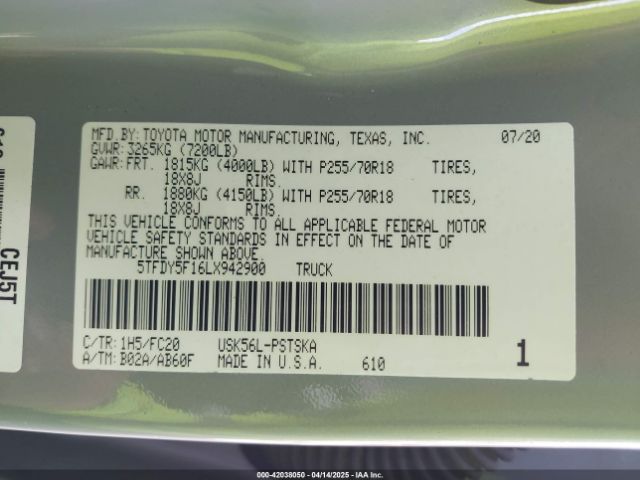 MFD.BY:TOYOTA MOTOR MANUFACTURING, TEXAS, INC. 07/20
GVWR:3265KG (7200LB)
GAWR:FRT. 1815KG (4000LB) WITH P255/70R18 TIRES,
18X8J RIMS.
RR. 1880KG (4150LB) WITH P255/70R18 TIRES,
18X8J RIMS.
THIS VEHICLE CONFORMS TO ALL APPLICABLE FEDERAL MOTOR
VEHICLE SAFETY STANDARDS IN EFFECT ON THE DATE OF
MANUFACTURE SHOWN ABOVE.
5TFDY5F16LX942900 TRUCK
C/TR:1H5/FC20 USK56L-PSTSKA
A/TM:B02A/AB60F MADE IN U.S.A. 610
1
CEJ5T
000-42038050 - 04/14/2025 - IAA Inc.